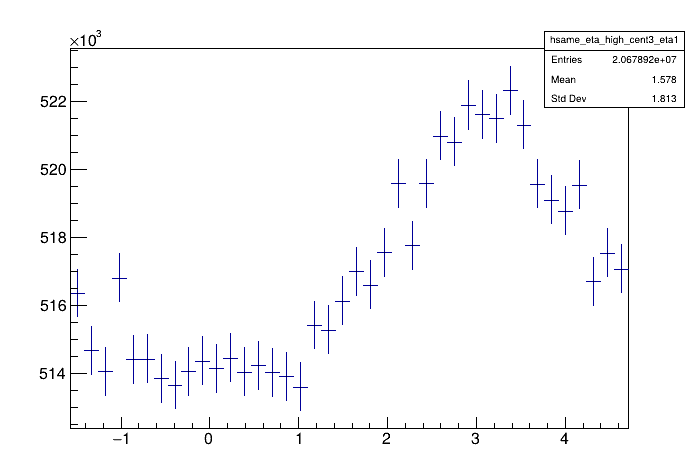 ×10³
hsame_eta_high_cent3_eta1
Entries 2.067892e+07
Mean 1.578
Std Dev 1.813
522
520
518
516
514
−1 0 1 2 3 4